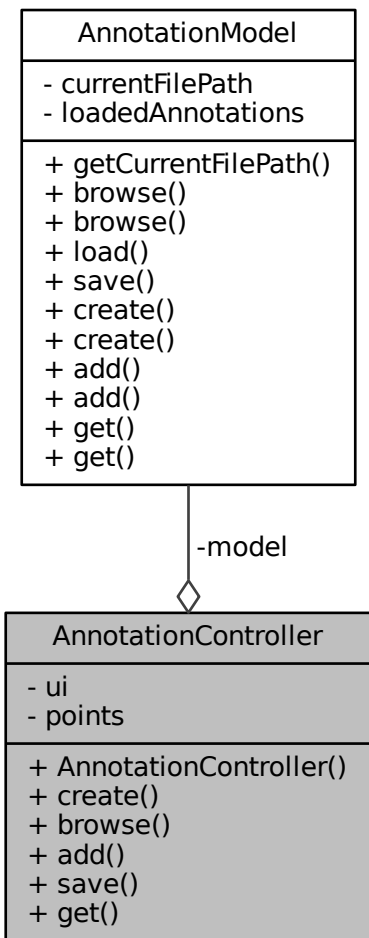 AnnotationModel
- currentFilePath
- loadedAnnotations
+ getCurrentFilePath()
+ browse()
+ browse()
+ load()
+ save()
+ create()
+ create()
+ add()
+ add()
+ get()
+ get()
-model
AnnotationController
- ui
- points
+ AnnotationController()
+ create()
+ browse()
+ add()
+ save()
+ get()